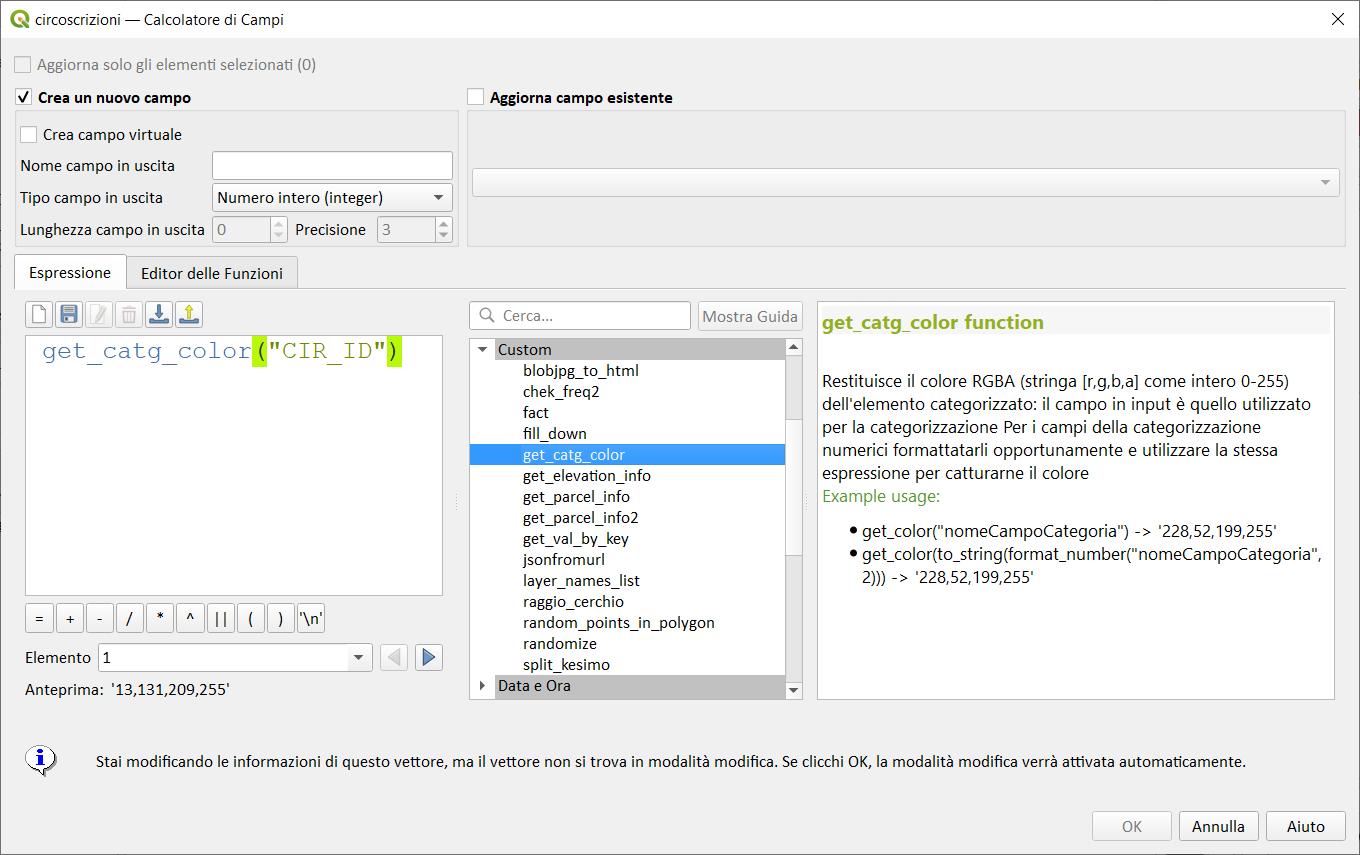 circoscrizioni — Calcolatore di Campi
Aggiorna solo gli elementi selezionati (0)
Crea un nuovo campo
Aggiorna campo esistente
Crea campo virtuale
Nome campo in uscita
Tipo campo in uscita
Numero intero (integer)
Lunghezza campo in uscita
0
Precisione
3
Espressione
Editor delle Funzioni
get_catg_color("CIR_ID")
= + - / * ^ || ( ) '\n'
Elemento
1
Anteprima: '13,131,209,255'
Cerca...
Mostra Guida
Custom
blobjpg_to_html
chek_freq2
fact
fill_down
get_catg_color
get_elevation_info
get_parcel_info
get_parcel_info2
get_val_by_key
jsonfromurl
layer_names_list
raggio_cerchio
random_points_in_polygon
randomize
split_kesimo
Data e Ora
get_catg_color function
Restituisce il colore RGBA (stringa [r,g,b,a] come intero 0-255)
dell'elemento categorizzato: il campo in input è quello utilizzato
per la categorizzazione Per i campi della categorizzazione
numerici formattatarli opportunamente e utilizzare la stessa
espressione per catturarne il colore
Example usage:
● get_color("nomeCampoCategoria") -> '228,52,199,255'
● get_color(to_string(format_number("nomeCampoCategoria",
2))) -> '228,52,199,255'
Stai modificando le informazioni di questo vettore, ma il vettore non si trova in modalità modifica. Se clicchi OK, la modalità modifica verrà attivata automaticamente.
OK
Annulla
Aiuto